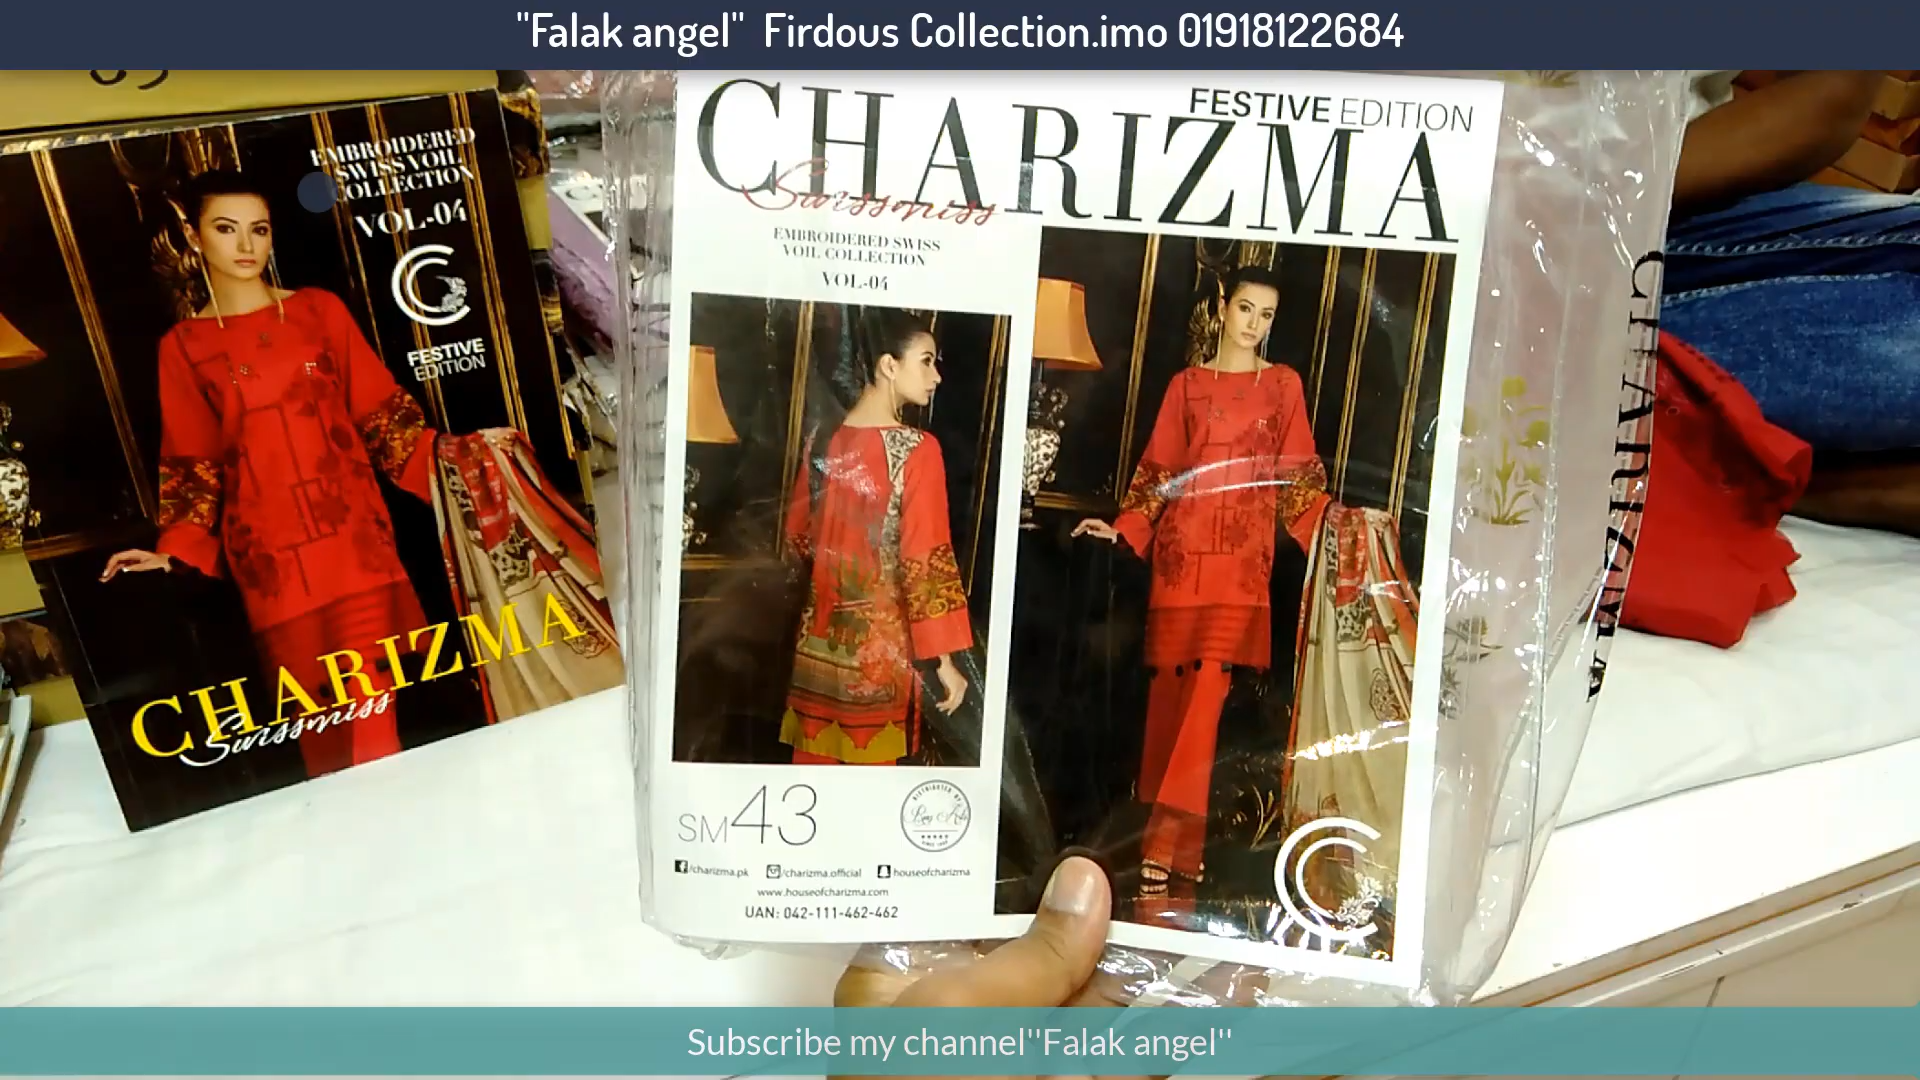 "Falak angel" Firdous Collection.imo 01918122684
EMBROIDERED
SWISS VOIL
COLLECTION
VOL-04
FESTIVE
EDITION
CHARIZMA
Swissmiss
FESTIVE EDITION
CHARIZMA
Swissmiss
EMBROIDERED SWISS
VOIL COLLECTION
VOL-04
SM43
DISTRIBUTED BY
/charizma.pk /charizma.official houseofcharizma
www.houseofcharizma.com
UAN: 042-111-462-462
CHARIZMA
Subscribe my channel"Falak angel"